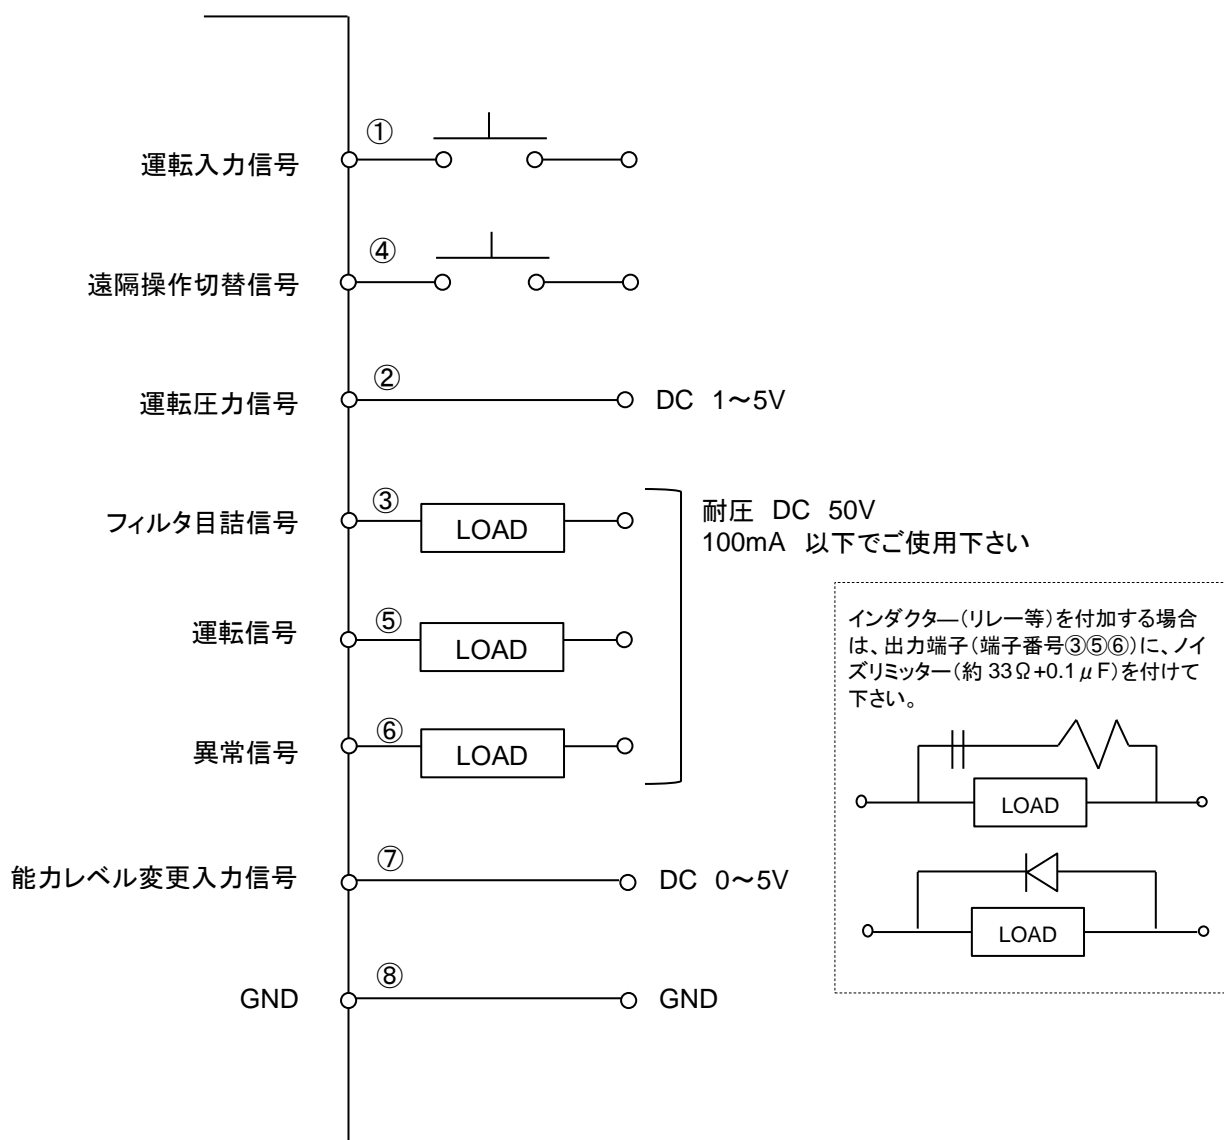 ①
運転入力信号
④
遠隔操作切替信号
②
運転圧力信号
DC 1～5V
③
フィルタ目詰信号
LOAD
耐圧 DC 50V
100mA 以下でご使用下さい
⑤
運転信号
LOAD
⑥
異常信号
LOAD
⑦
能力レベル変更入力信号
DC 0～5V
⑧
GND
GND
インダクター（リレー等）を付加する場合
は、出力端子（端子番号③⑤⑥）に、ノイ
ズリミッター（約 33Ω+0.1μF）を付けて
下さい。
LOAD
LOAD